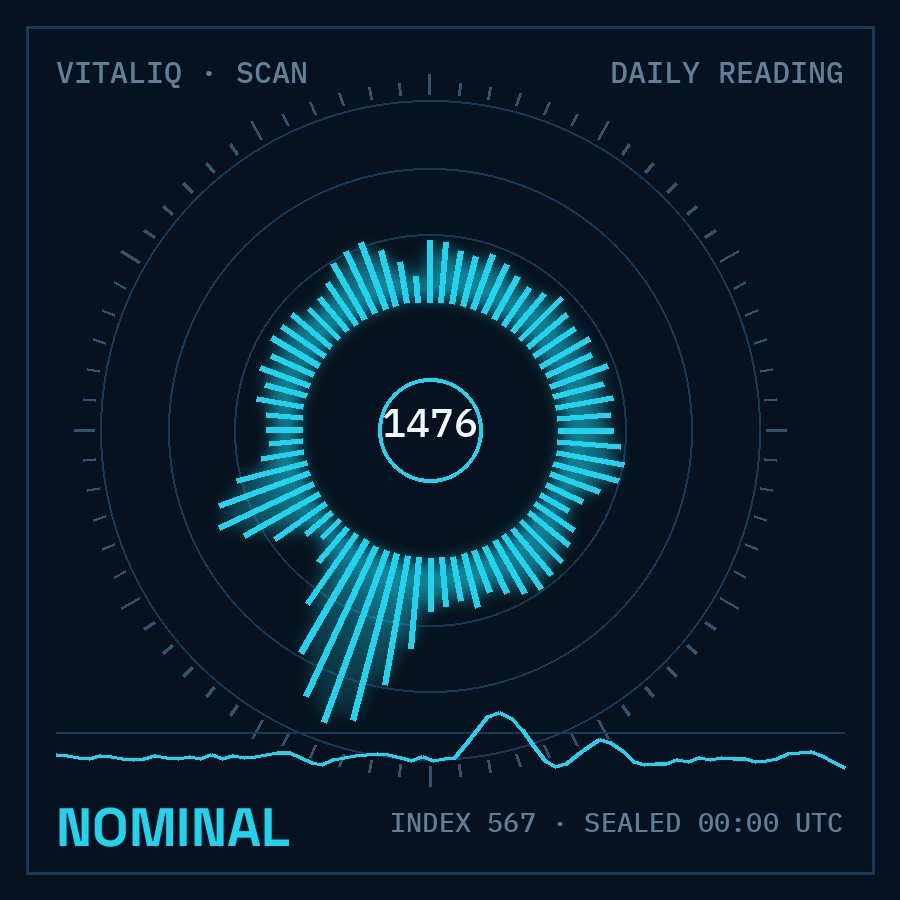 VITALIQ · SCAN
DAILY READING
1476
NOMINAL
INDEX 567 · SEALED 00:00 UTC